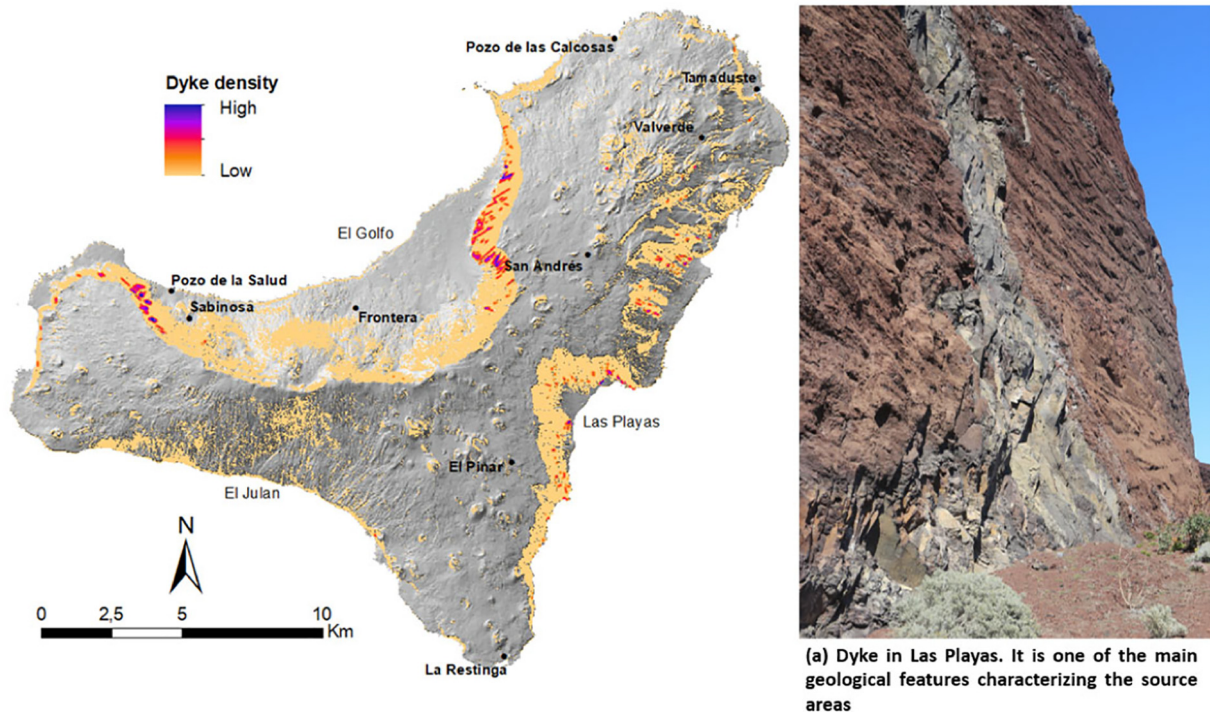 Pozo de las Calcosas
Dyke density
High
Low
Tamaduste
Valverde
El Golfo
San Andrés
Pozo de la Salud
Sabinosa
Frontera
Las Playas
El Pinar
El Julan
N
0 2,5 5 10
Km
La Restinga
(a) Dyke in Las Playas. It is one of the main
geological features characterizing the source
areas